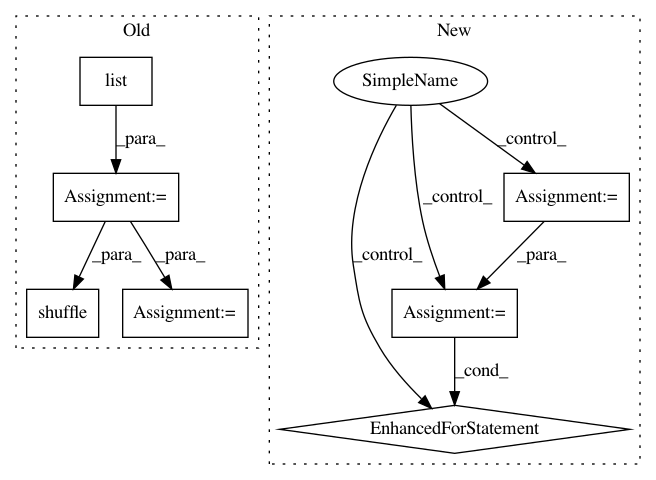 Old
New
list
SimpleName
_para_
_control_
Assignment:=
_control_
Assignment:=
_para_
_para_
_control_
_para_
shuffle
Assignment:=
Assignment:=
_cond_
EnhancedForStatement